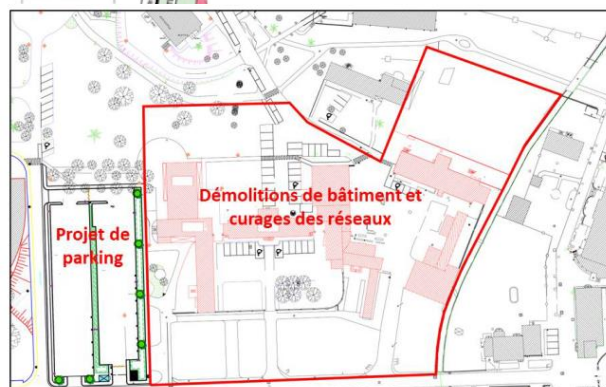 Démolitions de bâtiment et
curages des réseaux
Projet de
parking